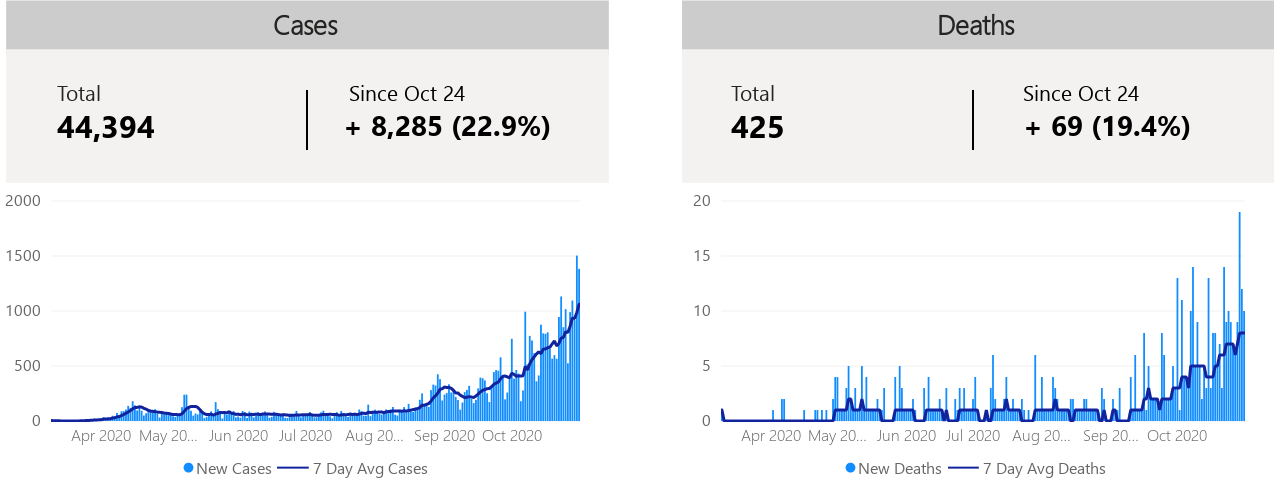 Cases
Total
Since Oct 24
44,394
+ 8,285 (22.9%)
2000
1500
1000
500
0
Apr 2020 May 20... Jun 2020 Jul 2020 Aug 20... Sep 2020 Oct 2020
New Cases 7 Day Avg Cases
Deaths
Total
Since Oct 24
425
+ 69 (19.4%)
20
15
10
5
0
Apr 2020 May 20... Jun 2020 Jul 2020 Aug 20... Sep 20... Oct 2020
New Deaths 7 Day Avg Deaths